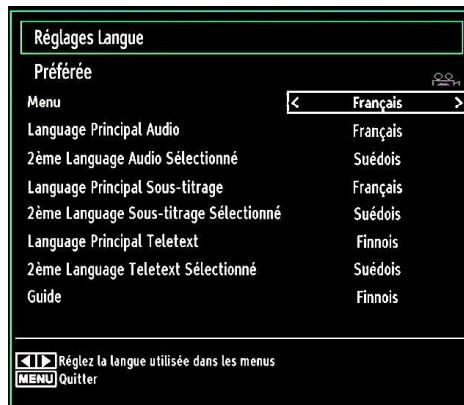 Réglages Langue
Préférée
Menu < Français >
Language Principal Audio Français
2ème Language Audio Sélectionné Suédois
Language Principal Sous-titrage Français
2ème Language Sous-titrage Sélectionné Suédois
Language Principal Teletext Finnois
2ème Language Teletext Sélectionné Suédois
Guide Finnois
Réglez la langue utilisée dans les menus
MENU Quitter